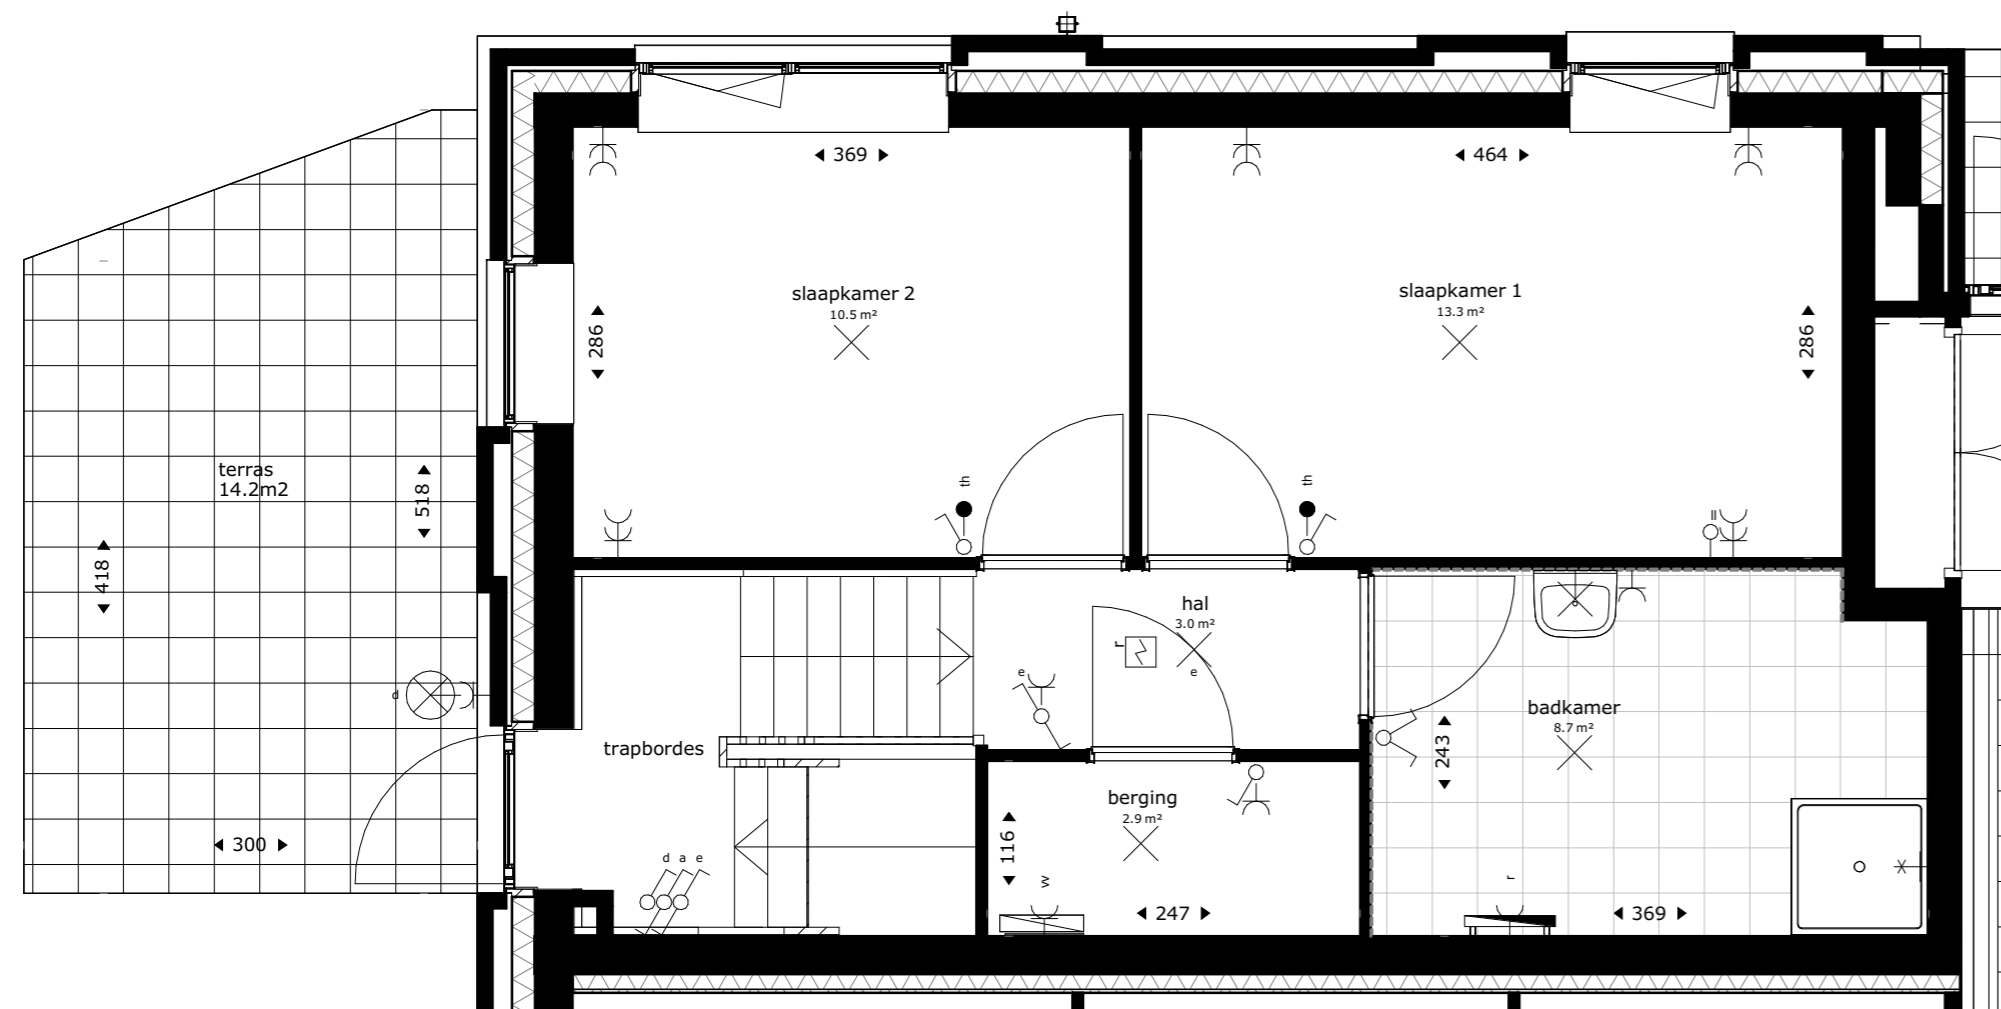 369
464
slaapkamer 2
10.5 m²
slaapkamer 1
13.3 m²
286
286
terras
14.2m2
518
th
th
418
hal
3.0 m²
r
e
e
d
badkamer
8.7 m²
trapbordes
243
berging
2.9 m²
116
300
d a e
w
r
247
369